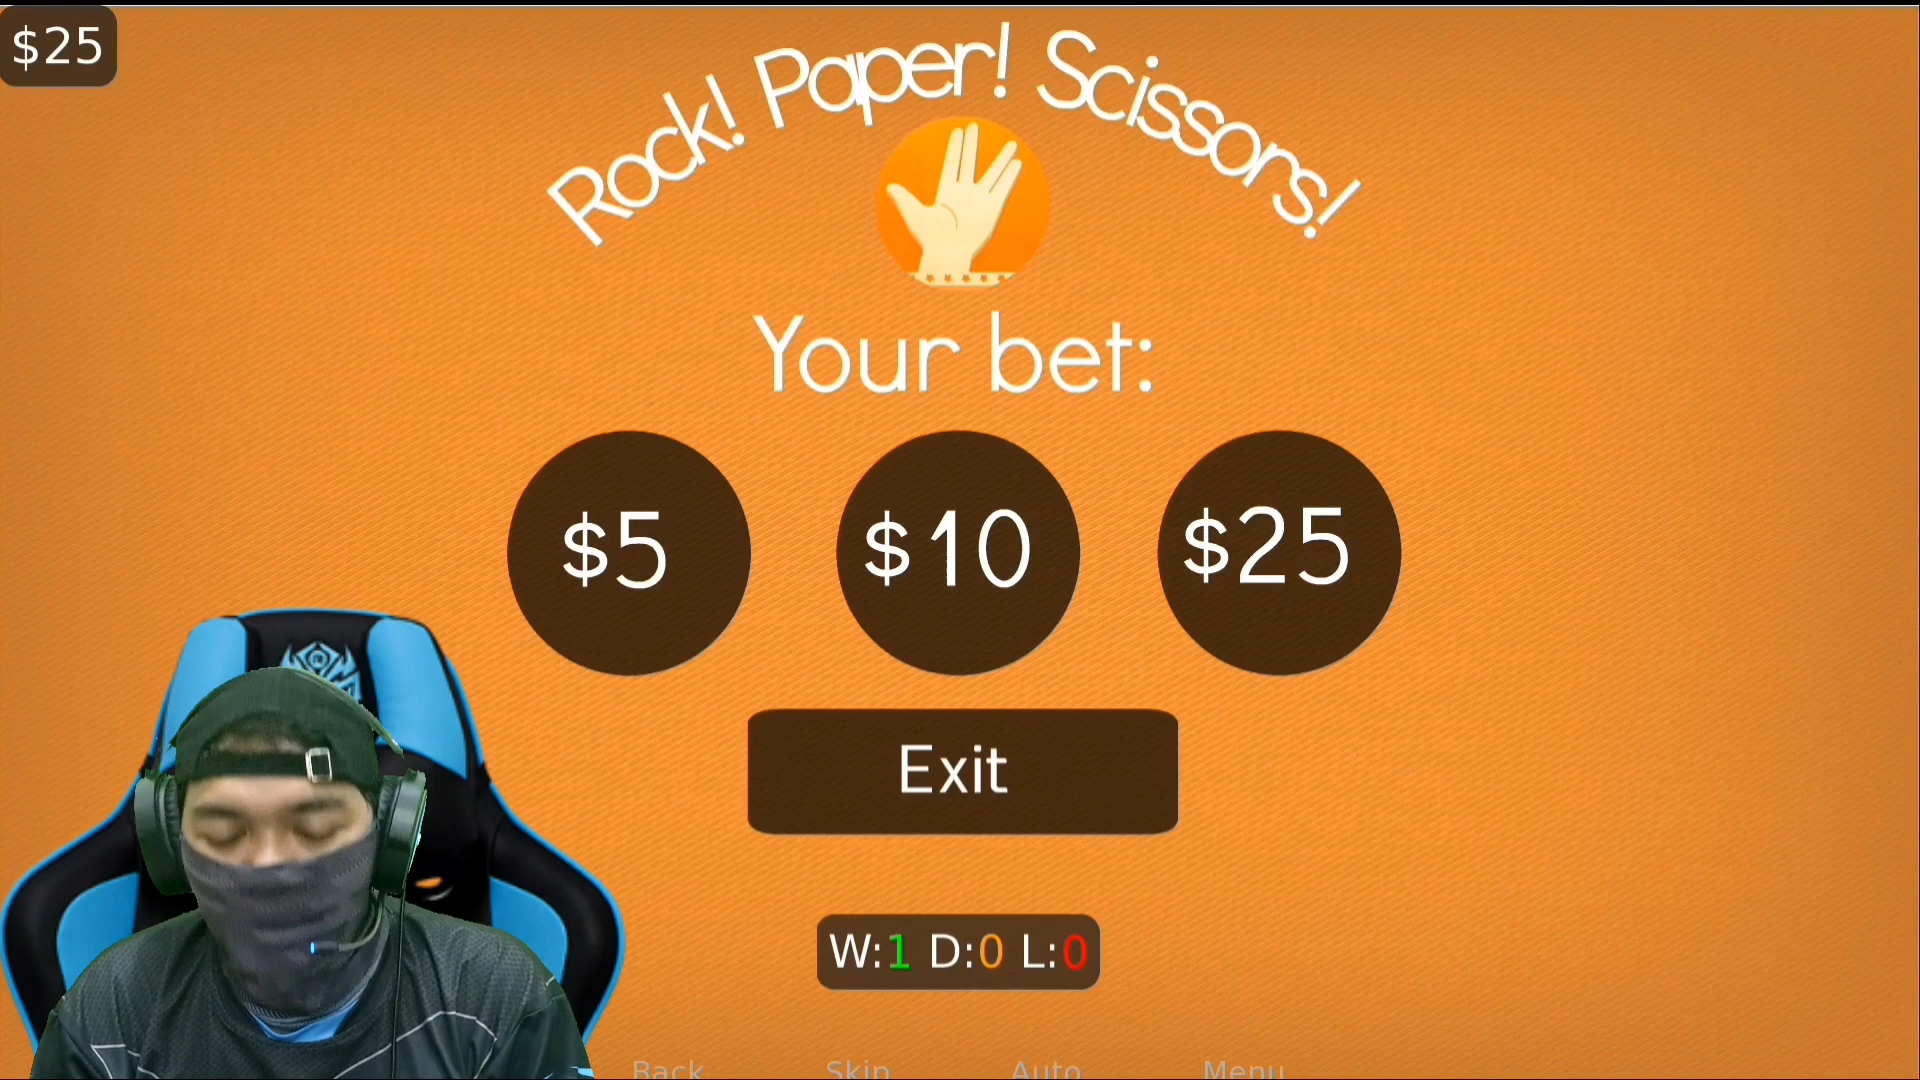 $25
Rock! Paper! Scissors!
Your bet:
$5 $10 $25
Exit
W:1 D:0 L:0
Back Skip Auto Menu